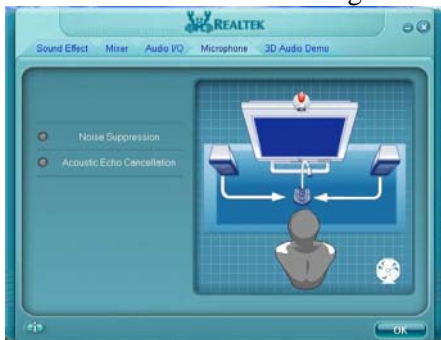 REALTEK
Sound Effect Mixer Audio I/O Microphone 3D Audio Demo
Noise Suppression
Acoustic Echo Cancellation
OK